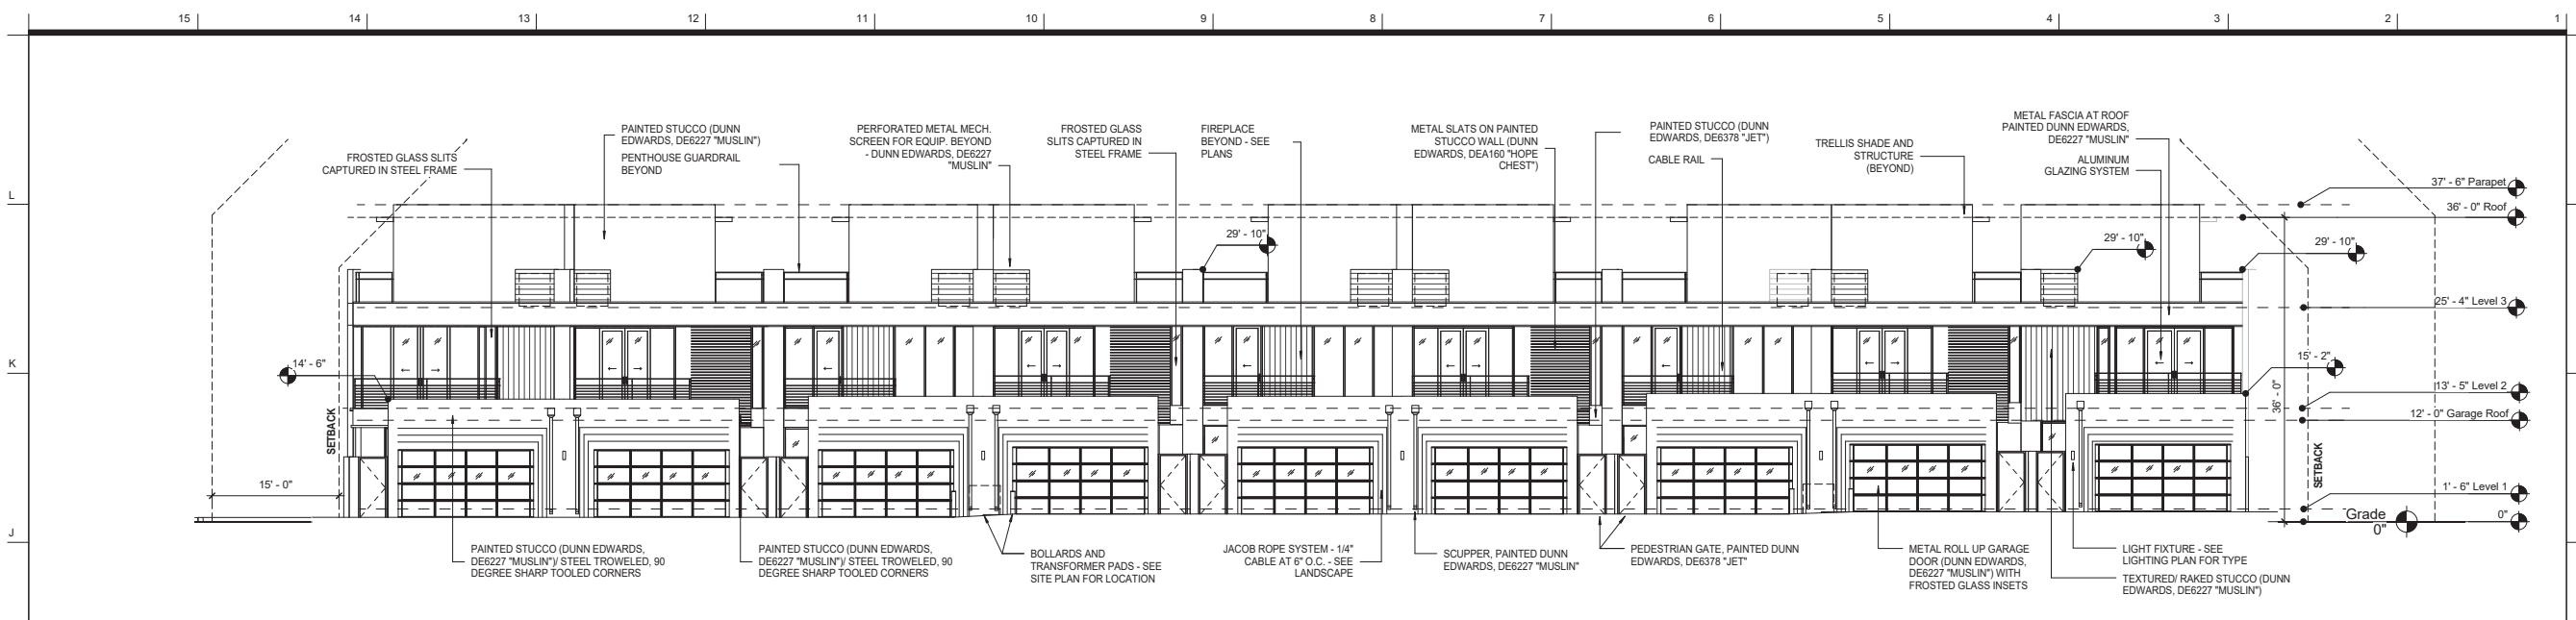 15 14 13 12 11 10 9 8 7 6 5 4 3 2 1
L
K
J
FROSTED GLASS SLITS
CAPTURED IN STEEL FRAME
PAINTED STUCCO (DUNN
EDWARDS, DE6227 "MUSLIN")
PENTHOUSE GUARDRAIL
BEYOND
PERFORATED METAL MECH.
SCREEN FOR EQUIP. BEYOND
- DUNN EDWARDS, DE6227
"MUSLIN"
FROSTED GLASS
SLITS CAPTURED IN
STEEL FRAME
FIREPLACE
BEYOND - SEE
PLANS
METAL SLATS ON PAINTED
STUCCO WALL (DUNN
EDWARDS, DEA160 "HOPE
CHEST")
PAINTED STUCCO (DUNN
EDWARDS, DE6378 "JET")
CABLE RAIL
TRELLIS SHADE AND
STRUCTURE
(BEYOND)
METAL FASCIA AT ROOF
PAINTED DUNN EDWARDS,
DE6227 "MUSLIN"
ALUMINUM
GLAZING SYSTEM
37' - 6" Parapet
36' - 0" Roof
29' - 10"
29' - 10"
29' - 10"
25' - 4" Level 3
14' - 6"
15' - 2"
36' - 0"
13' - 5" Level 2
12' - 0" Garage Roof
SETBACK
SETBACK
15' - 0"
1' - 6" Level 1
Grade
0"
0"
PAINTED STUCCO (DUNN EDWARDS,
DE6227 "MUSLIN")/ STEEL TROWELED, 90
DEGREE SHARP TOOLED CORNERS
PAINTED STUCCO (DUNN EDWARDS,
DE6227 "MUSLIN")/ STEEL TROWELED, 90
DEGREE SHARP TOOLED CORNERS
BOLLARDS AND
TRANSFORMER PADS - SEE
SITE PLAN FOR LOCATION
JACOB ROPE SYSTEM - 1/4"
CABLE AT 6" O.C. - SEE
LANDSCAPE
SCUPPER, PAINTED DUNN
EDWARDS, DE6227 "MUSLIN"
PEDESTRIAN GATE, PAINTED DUNN
EDWARDS, DE6378 "JET"
METAL ROLL UP GARAGE
DOOR (DUNN EDWARDS,
DE6227 "MUSLIN") WITH
FROSTED GLASS INSETS
LIGHT FIXTURE - SEE
LIGHTING PLAN FOR TYPE
TEXTURED/ RAKED STUCCO (DUNN
EDWARDS, DE6227 "MUSLIN")